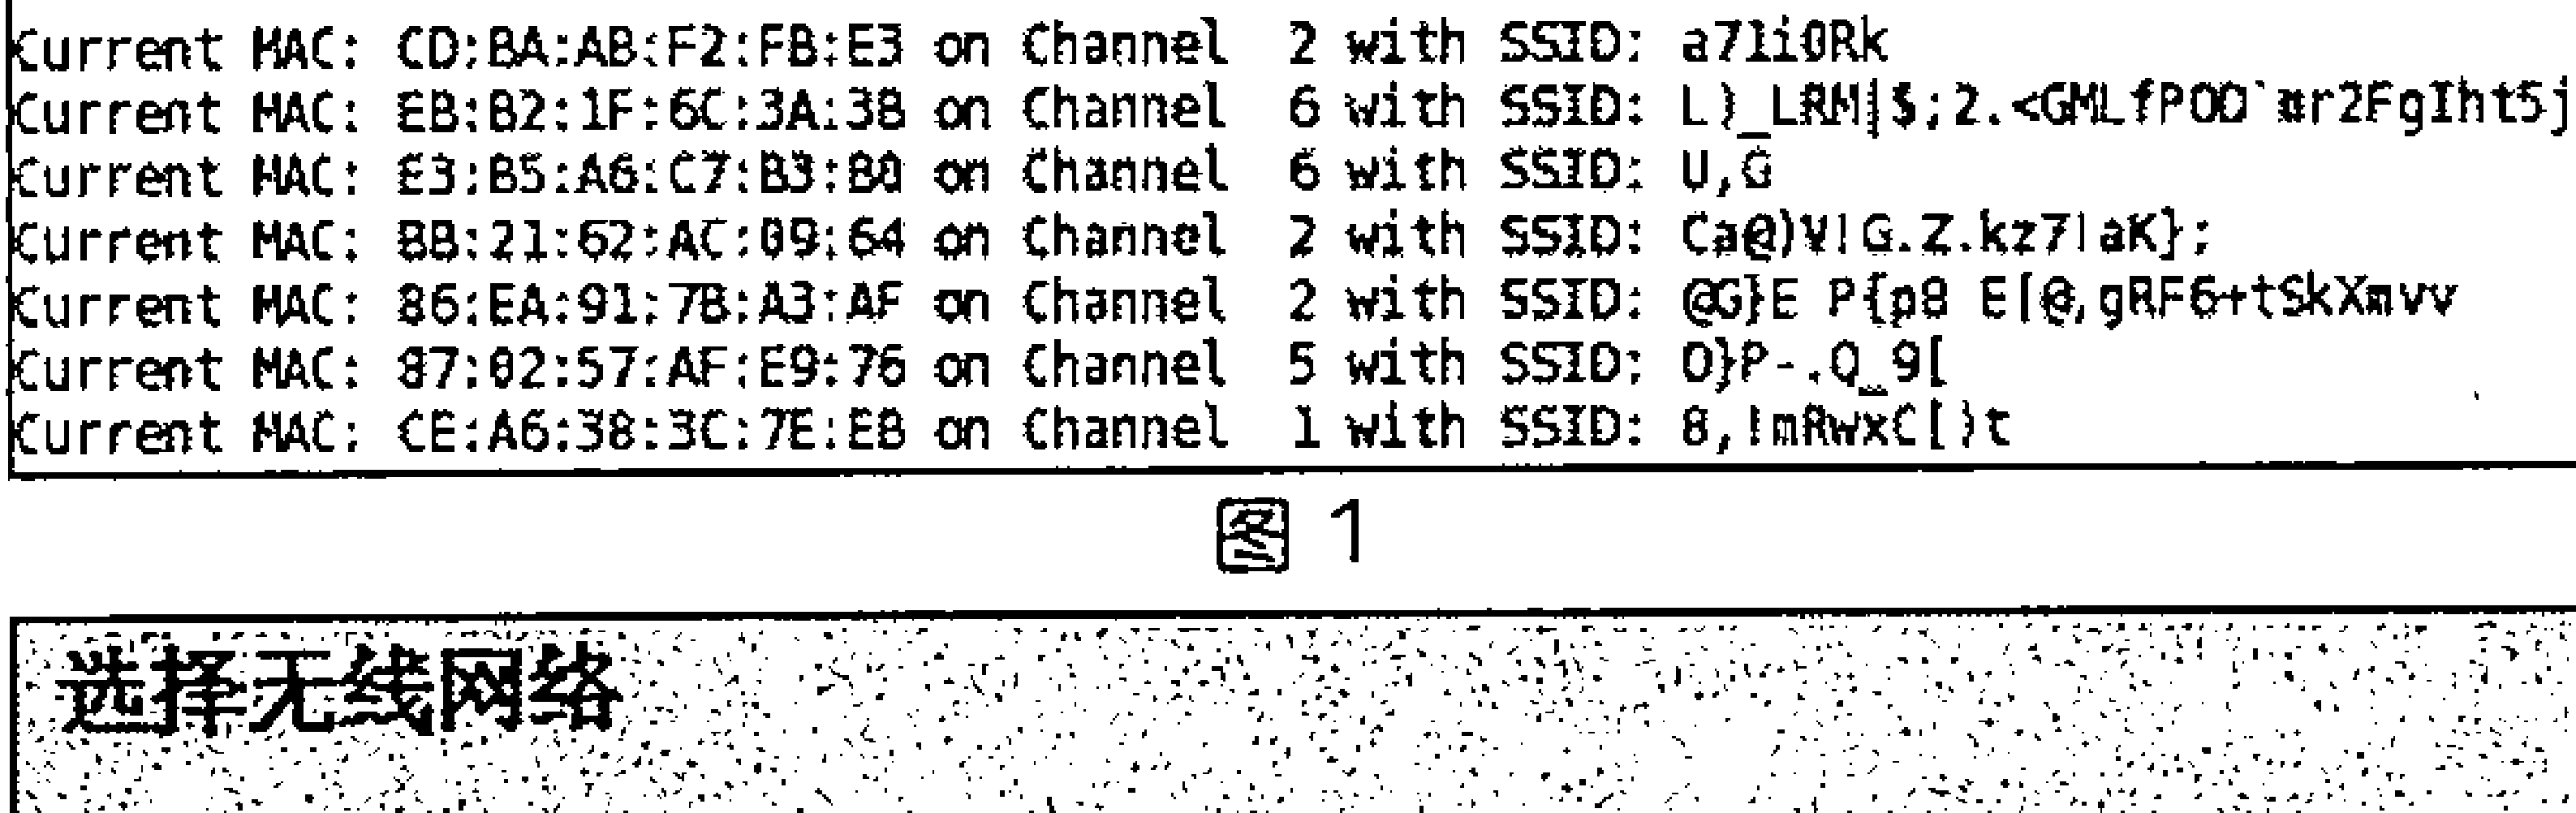 Current MAC: CD:BA:AB:F2:FB:E3 on Channel 2 with SSID: a7li0Rk
Current MAC: EB:B2:1F:6C:3A:3B on Channel 6 with SSID: L)_LRM|$;2.<GMLfPOD`#r2FgIht5j
Current MAC: E3:B5:A6:C7:B3:B0 on Channel 6 with SSID: U,G
Current MAC: BB:21:62:AC:09:64 on Channel 2 with SSID: Ca@)V!G.Z.kz7|aK};
Current MAC: 86:EA:91:7B:A3:AF on Channel 2 with SSID: @G}E P{p8 E[@,gRF6+tSkXmvv
Current MAC: 87:02:57:AF:E9:76 on Channel 5 with SSID: O}P-.Q_9[
Current MAC: CE:A6:38:3C:7E:EB on Channel 1 with SSID: 8,!mRwxC[)t
图 1
选择无线网络